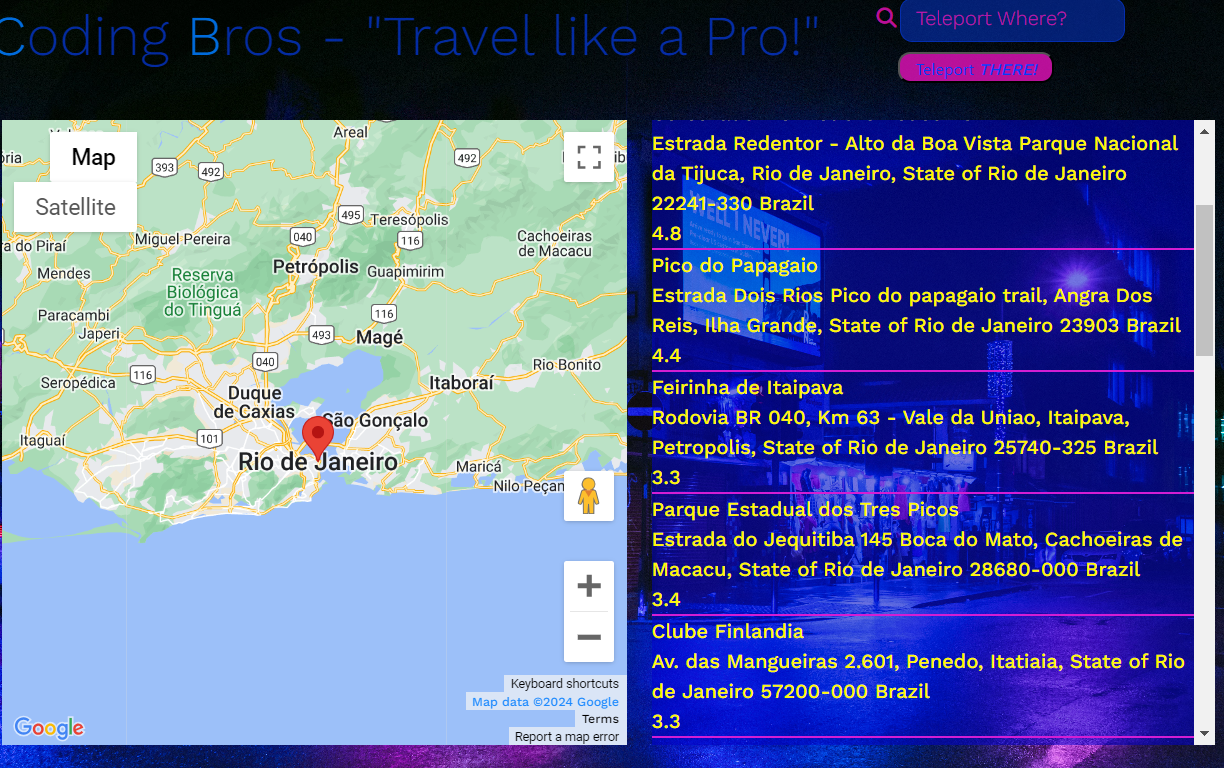 Coding Bros - "Travel like a Pro!"
Teleport Where?
Teleport THERE!
Map
Satellite
Areal
492
393
492
495
Teresópolis
Miguel Pereira
040
116
Cachoeiras
de Macacu
ra do Piraí
Mendes
Reserva
Biológica
do Tinguá
Petrópolis
Guapimirim
Paracambi
Japeri
116
493
Magé
040
Rio Bonito
Seropédica
116
Duque
de Caxias
Itaboraí
São Gonçalo
Itaguaí
101
Rio de Janeiro
Maricá
Nilo Peçan
Keyboard shortcuts
Map data ©2024 Google
Terms
Report a map error
Google
Estrada Redentor - Alto da Boa Vista Parque Nacional
da Tijuca, Rio de Janeiro, State of Rio de Janeiro
22241-330 Brazil
4.8
Pico do Papagaio
Estrada Dois Rios Pico do papagaio trail, Angra Dos
Reis, Ilha Grande, State of Rio de Janeiro 23903 Brazil
4.4
Feirinha de Itaipava
Rodovia BR 040, Km 63 - Vale da Uniao, Itaipava,
Petropolis, State of Rio de Janeiro 25740-325 Brazil
3.3
Parque Estadual dos Tres Picos
Estrada do Jequitiba 145 Boca do Mato, Cachoeiras de
Macacu, State of Rio de Janeiro 28680-000 Brazil
3.4
Clube Finlandia
Av. das Mangueiras 2.601, Penedo, Itatiaia, State of Rio
de Janeiro 57200-000 Brazil
3.3
WELL I NEVER!